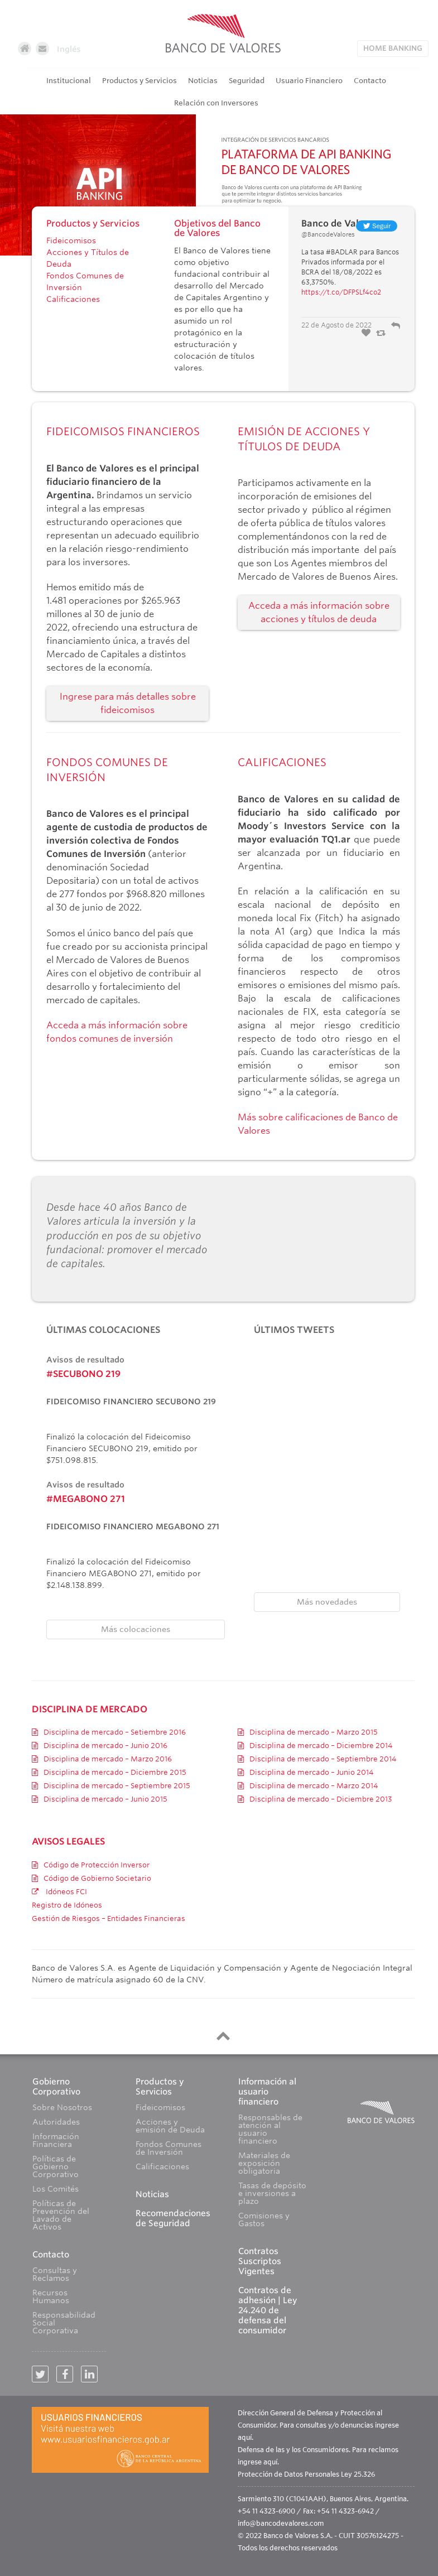 Inglés
BANCO DE VALORES
HOME BANKING
Institucional
Productos y Servicios
Noticias
Seguridad
Usuario Financiero
Contacto
Relación con Inversores
API
BANKING
INTEGRACIÓN DE SERVICIOS BANCARIOS
PLATAFORMA DE API BANKING
DE BANCO DE VALORES
Banco de Valores cuenta con una plataforma de API Banking
que permite integrar distintos servicios bancarios
para optimizar tu negocio.
Productos y Servicios
Fideicomisos
Acciones y Títulos de
Deuda
Fondos Comunes de
Inversión
Calificaciones
Objetivos del Banco
de Valores
El Banco de Valores tiene
como objetivo
fundacional contribuir al
desarrollo del Mercado
de Capitales Argentino y
es por ello que ha
asumido un rol
protagónico en la
estructuración y
colocación de títulos
valores.
Banco de Val
Seguir
@BancodeValores
La tasa #BADLAR para Bancos
Privados informada por el
BCRA del 18/08/2022 es
63,3750%.
https://t.co/DFPSLf4co2
22 de Agosto de 2022
FIDEICOMISOS FINANCIEROS
El Banco de Valores es el principal
fiduciario financiero de la
Argentina. Brindamos un servicio
integral a las empresas
estructurando operaciones que
representan un adecuado equilibrio
en la relación riesgo-rendimiento
para los inversores.
Hemos emitido más de
1.481 operaciones por $265.963
millones al 30 de junio de
2022, ofreciendo una estructura de
financiamiento única, a través del
Mercado de Capitales a distintos
sectores de la economía.
Ingrese para más detalles sobre
fideicomisos
EMISIÓN DE ACCIONES Y
TÍTULOS DE DEUDA
Participamos activamente en la
incorporación de emisiones del
sector privado y público al régimen
de oferta pública de títulos valores
complementándonos con la red de
distribución más importante del país
que son Los Agentes miembros del
Mercado de Valores de Buenos Aires.
Acceda a más información sobre
acciones y títulos de deuda
FONDOS COMUNES DE
INVERSIÓN
Banco de Valores es el principal
agente de custodia de productos de
inversión colectiva de Fondos
Comunes de Inversión (anterior
denominación Sociedad
Depositaria) con un total de activos
de 277 fondos por $968.820 millones
al 30 de junio de 2022.
Somos el único banco del país que
fue creado por su accionista principal
el Mercado de Valores de Buenos
Aires con el objetivo de contribuir al
desarrollo y fortalecimiento del
mercado de capitales.
Acceda a más información sobre
fondos comunes de inversión
CALIFICACIONES
Banco de Valores en su calidad de
fiduciario ha sido calificado por
Moody´s Investors Service con la
mayor evaluación TQ1.ar que puede
ser alcanzada por un fiduciario en
Argentina.
En relación a la calificación en su
escala nacional de depósito en
moneda local Fix (Fitch) ha asignado
la nota A1 (arg) que Indica la más
sólida capacidad de pago en tiempo y
forma de los compromisos
financieros respecto de otros
emisores o emisiones del mismo país.
Bajo la escala de calificaciones
nacionales de FIX, esta categoría se
asigna al mejor riesgo crediticio
respecto de todo otro riesgo en el
país. Cuando las características de la
emisión o emisor son
particularmente sólidas, se agrega un
signo "+" a la categoría.
Más sobre calificaciones de Banco de
Valores
Desde hace 40 años Banco de
Valores articula la inversión y la
producción en pos de su objetivo
fundacional: promover el mercado
de capitales.
ÚLTIMAS COLOCACIONES
Avisos de resultado
#SECUBONO 219
FIDEICOMISO FINANCIERO SECUBONO 219
Finalizó la colocación del Fideicomiso
Financiero SECUBONO 219, emitido por
$751.098.815.
Avisos de resultado
#MEGABONO 271
FIDEICOMISO FINANCIERO MEGABONO 271
Finalizó la colocación del Fideicomiso
Financiero MEGABONO 271, emitido por
$2.148.138.899.
Más colocaciones
ÚLTIMOS TWEETS
Más novedades
DISCIPLINA DE MERCADO
Disciplina de mercado – Setiembre 2016
Disciplina de mercado – Junio 2016
Disciplina de mercado – Marzo 2016
Disciplina de mercado – Diciembre 2015
Disciplina de mercado – Septiembre 2015
Disciplina de mercado – Junio 2015
Disciplina de mercado – Marzo 2015
Disciplina de mercado – Diciembre 2014
Disciplina de mercado – Septiembre 2014
Disciplina de mercado – Junio 2014
Disciplina de mercado – Marzo 2014
Disciplina de mercado – Diciembre 2013
AVISOS LEGALES
Código de Protección Inversor
Código de Gobierno Societario
Idóneos FCI
Registro de Idóneos
Gestión de Riesgos – Entidades Financieras
Banco de Valores S.A. es Agente de Liquidación y Compensación y Agente de Negociación Integral
Número de matrícula asignado 60 de la CNV.
Gobierno
Corporativo
Sobre Nosotros
Autoridades
Información
Financiera
Políticas de
Gobierno
Corporativo
Los Comités
Políticas de
Prevención del
Lavado de
Activos
Contacto
Consultas y
Reclamos
Recursos
Humanos
Responsabilidad
Social
Corporativa
Productos y
Servicios
Fideicomisos
Acciones y
emisión de Deuda
Fondos Comunes
de Inversión
Calificaciones
Noticias
Recomendaciones
de Seguridad
Información al
usuario
financiero
Responsables de
atención al
usuario
financiero
Materiales de
exposición
obligatoria
Tasas de depósito
e inversiones a
plazo
Comisiones y
Gastos
Contratos
Suscriptos
Vigentes
Contratos de
adhesión | Ley
24.240 de
defensa del
consumidor
BANCO DE VALORES
USUARIOS FINANCIEROS
Visitá nuestra web
www.usuariosfinancieros.gob.ar
BANCO CENTRAL
DE LA REPÚBLICA ARGENTINA
Dirección General de Defensa y Protección al
Consumidor. Para consultas y/o denuncias ingrese
aquí.
Defensa de las y los Consumidores. Para reclamos
ingrese aquí.
Protección de Datos Personales Ley 25.326
Sarmiento 310 (C1041AAH), Buenos Aires, Argentina.
+54 11 4323-6900 / Fax: +54 11 4323-6942 /
info@bancodevalores.com
© 2022 Banco de Valores S.A. - CUIT 30576124275 -
Todos los derechos reservados